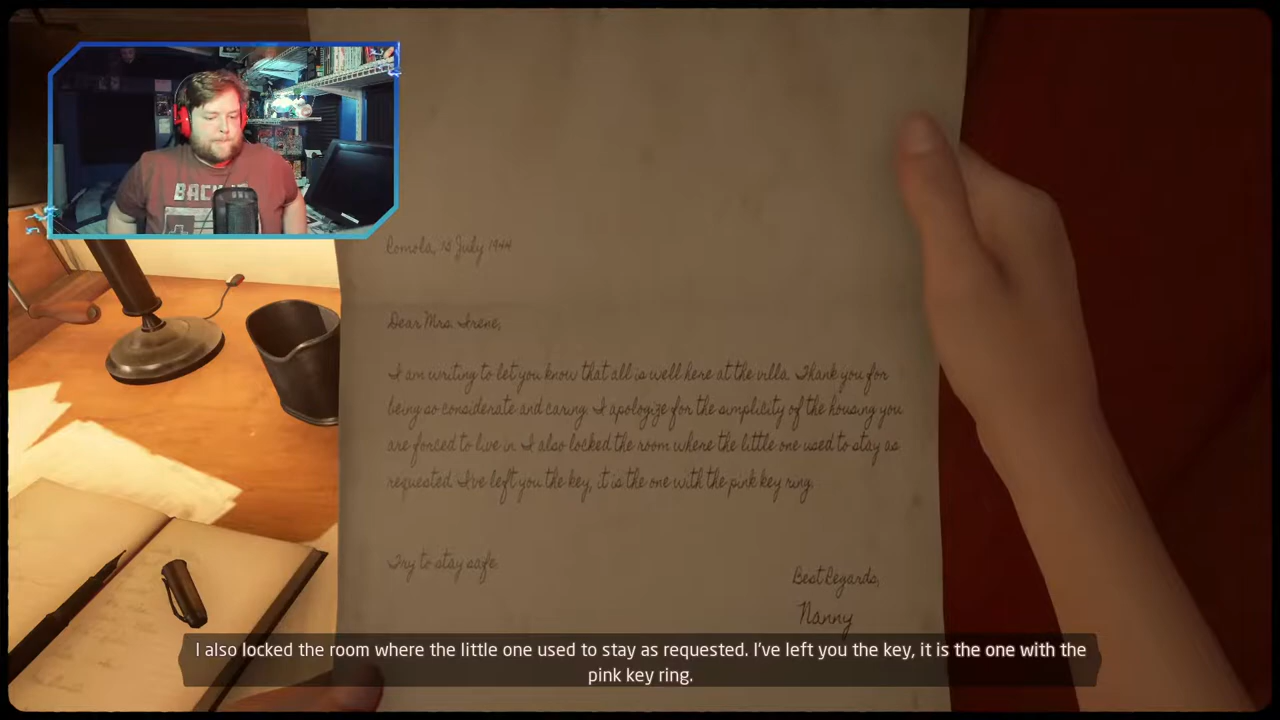 BACK IN
Romola, 15 July 1944
Dear Mrs. Irene,
I am writing to let you know that all is well here at the villa. Thank you for
being so considerate and caring. I apologize for the simplicity of the housing you
are forced to live in. I also locked the room where the little one used to stay as
requested. I've left you the key, it is the one with the pink key ring.
Try to stay safe.
Best Regards,
Nanny
I also locked the room where the little one used to stay as requested. I've left you the key, it is the one with the
pink key ring.